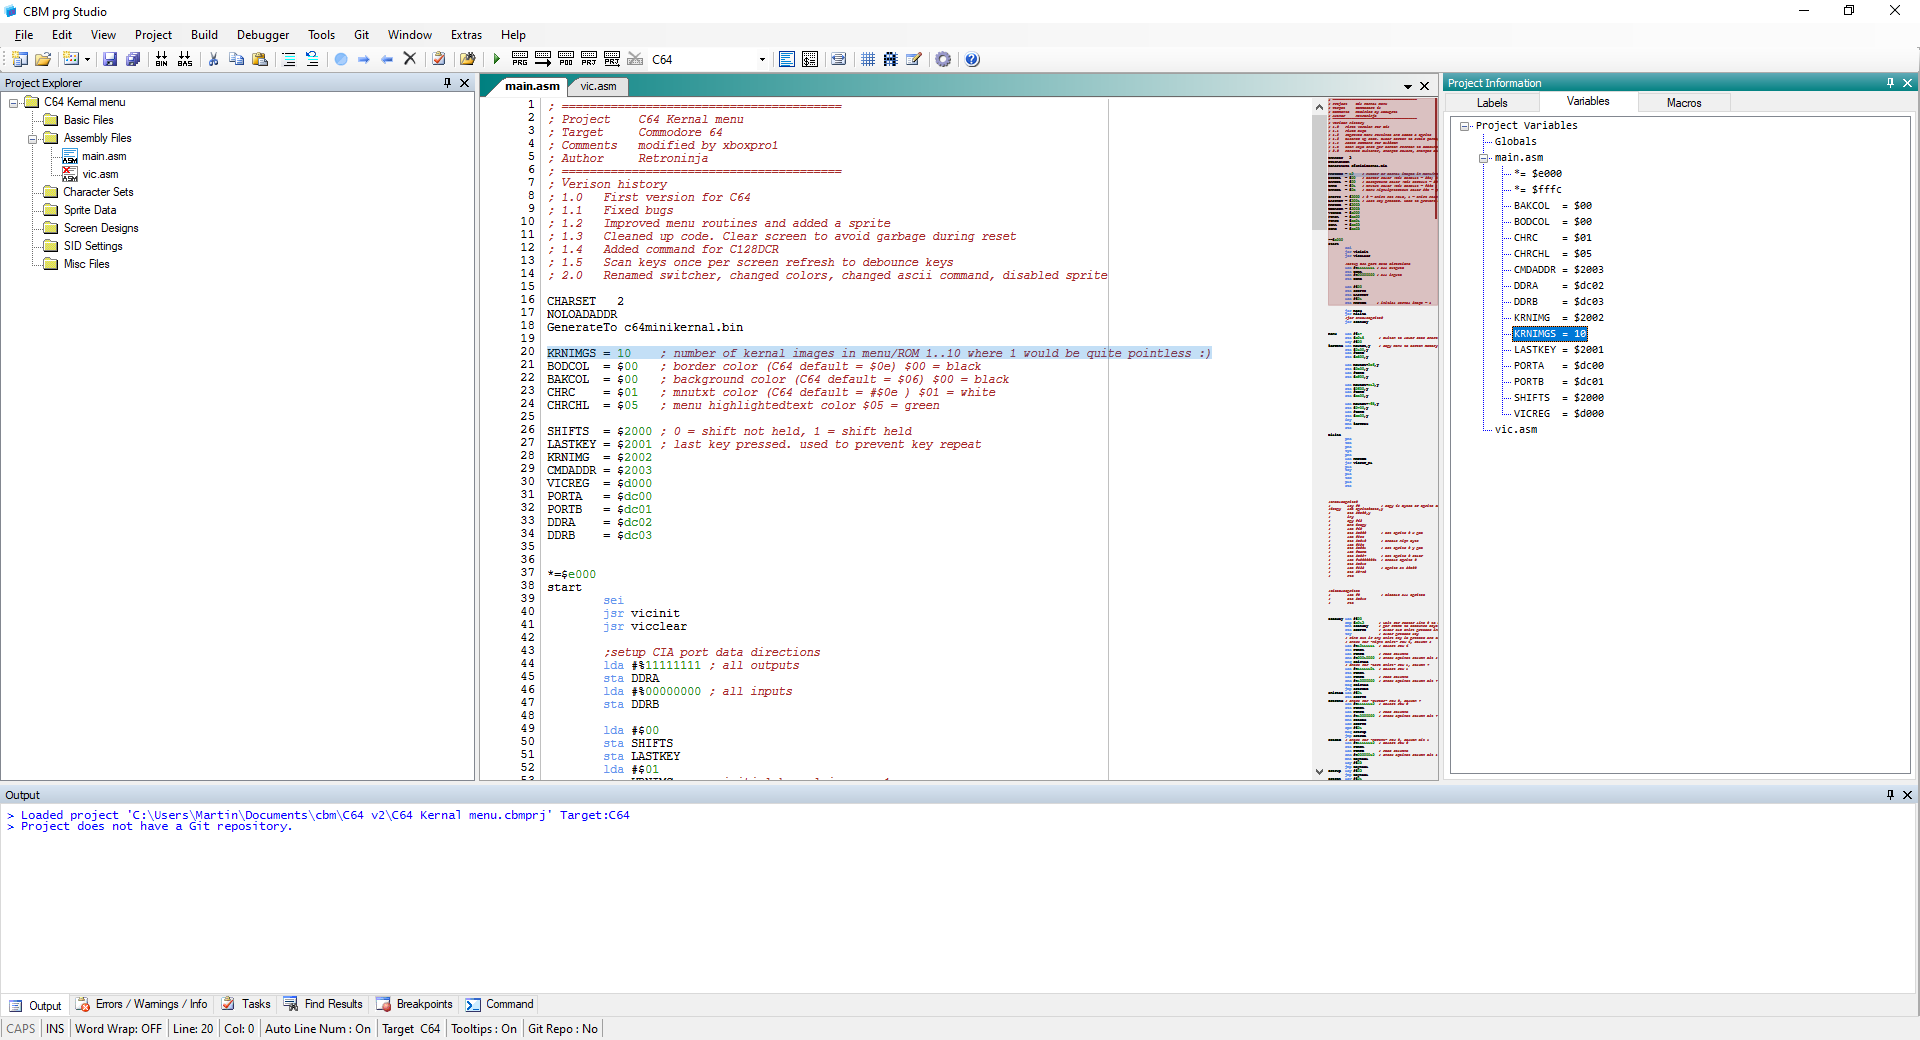 CBM prg Studio
File Edit View Project Build Debugger Tools Git Window Extras Help
BIN BAS PRG POO PRJ PRJ C64
Project Explorer
C64 Kernal menu
Basic Files
Assembly Files
main.asm
vic.asm
Character Sets
Sprite Data
Screen Designs
SID Settings
Misc Files
main.asm vic.asm
1 ; ========================================
2 ; Project    C64 Kernal menu
3 ; Target     Commodore 64
4 ; Comments   modified by xboxpro1
5 ; Author     Retroninja
6 ; ========================================
7 ; Verison history
8 ; 1.0   First version for C64
9 ; 1.1   Fixed bugs
10 ; 1.2   Improved menu routines and added a sprite
11 ; 1.3   Cleaned up code. Clear screen to avoid garbage during reset
12 ; 1.4   Added command for C128DCR
13 ; 1.5   Scan keys once per screen refresh to debounce keys
14 ; 2.0   Renamed switcher, changed colors, changed ascii command, disabled sprite
15
16 CHARSET   2
17 NOLOADADDR
18 GenerateTo c64minikernal.bin
19
20 KRNIMGS = 10    ; number of kernal images in menu/ROM 1..10 where 1 would be quite pointless :)
21 BODCOL  = $00   ; border color (C64 default = $0e) $00 = black
22 BAKCOL  = $00   ; background color (C64 default = $06) $00 = black
23 CHRC    = $01   ; mnutxt color (C64 default = #$0e ) $01 = white
24 CHRCHL  = $05   ; menu highlightedtext color $05 = green
25
26 SHIFTS  = $2000 ; 0 = shift not held, 1 = shift held
27 LASTKEY = $2001 ; last key pressed. used to prevent key repeat
28 KRNIMG  = $2002
29 CMDADDR = $2003
30 VICREG  = $d000
31 PORTA   = $dc00
32 PORTB   = $dc01
33 DDRA    = $dc02
34 DDRB    = $dc03
35
36
37 *=$e000
38 start
39         sei
40         jsr vicinit
41         jsr vicclear
42
43         ;setup CIA port data directions
44         lda #%11111111 ; all outputs
45         sta DDRA
46         lda #%00000000 ; all inputs
47         sta DDRB
48
49         lda #$00
50         sta SHIFTS
51         sta LASTKEY
52         lda #$01
Project Information
Labels Variables Macros
Project Variables
Globals
main.asm
*= $e000
*= $fffc
BAKCOL  = $00
BODCOL  = $00
CHRC    = $01
CHRCHL  = $05
CMDADDR = $2003
DDRA    = $dc02
DDRB    = $dc03
KRNIMG  = $2002
KRNIMGS = 10
LASTKEY = $2001
PORTA   = $dc00
PORTB   = $dc01
SHIFTS  = $2000
VICREG  = $d000
vic.asm
Output
> Loaded project 'C:\Users\Martin\Documents\cbm\C64 v2\C64 Kernal menu.cbmprj' Target:C64
> Project does not have a Git repository.
Output Errors / Warnings / Info Tasks Find Results Breakpoints Command
CAPS INS Word Wrap: OFF Line: 20 Col: 0 Auto Line Num : On Target C64 Tooltips : On Git Repo : No